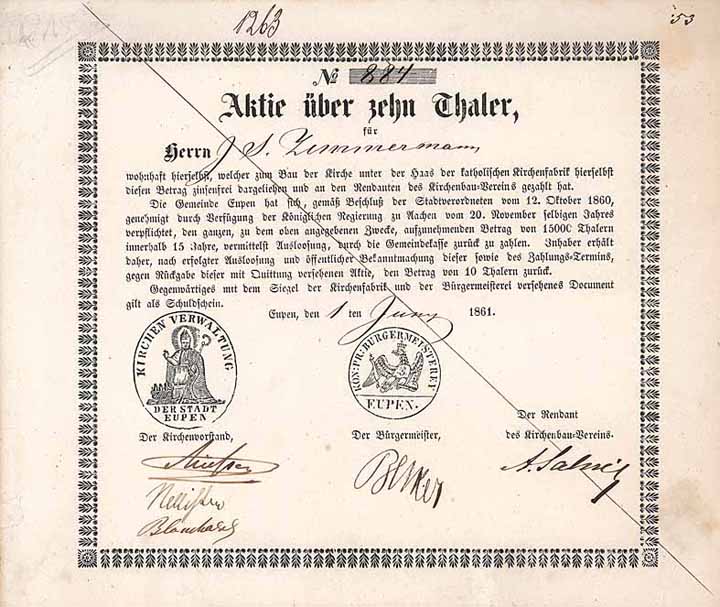 1263
53
№ 884
Aktie über zehn Thaler,
für
Herrn J. S. Zimmermann
wohnhaft hierselbst, welcher zum Bau der Kirche unter der Haas der katholischen Kirchenfabrik hierselbst
diesen Betrag zinsenfrei dargeliehen und an den Rendanten des Kirchenbau-Vereins gezahlt hat.
Die Gemeinde Eupen hat sich, gemäß Beschluß der Stadtverordneten vom 12. Oktober 1860,
genehmigt durch Verfügung der Königlichen Regierung zu Aachen vom 20. November selbigen Jahres
verpflichtet, den ganzen, zu dem oben angegebenen Zwecke, aufzunehmenden Betrag von 15000 Thalern
innerhalb 15 Jahre, vermittelst Ausloosung, durch die Gemeindekasse zurück zu zahlen. Inhaber erhält
daher, nach erfolgter Ausloosung und öffentlicher Bekanntmachung dieser sowie des Zahlungs-Termins,
gegen Rückgabe dieser mit Quittung versehenen Aktie, den Betrag von 10 Thalern zurück.
Gegenwärtiges mit dem Siegel der Kirchenfabrik und der Bürgermeisterei versehenes Document
gilt als Schuldschein.
Eupen, den 1 ten Juny 1861.
KIRCHEN VERWALTUNG
DER STADT
EUPEN
KÖN: PR: BÜRGERMEISTEREY
EUPEN.
Der Kirchenvorstand,
Der Bürgermeister,
Der Rendant
des Kirchenbau-Vereins.